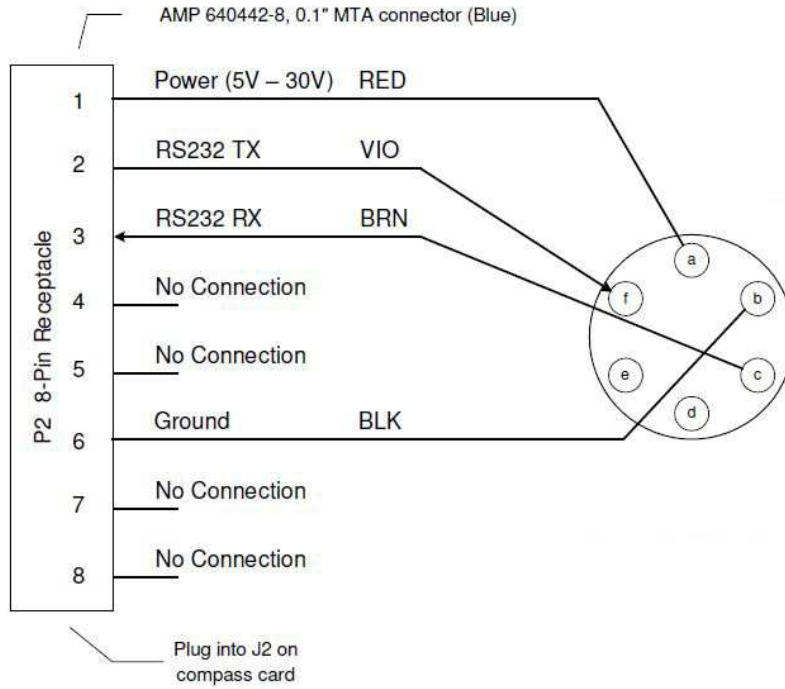 AMP 640442-8, 0.1" MTA connector (Blue)
P2 8-Pin Receptacle
1 Power (5V – 30V) RED
2 RS232 TX VIO
3 RS232 RX BRN
4 No Connection
5 No Connection
6 Ground BLK
7 No Connection
8 No Connection
a
b
c
d
e
f
Plug into J2 on
compass card